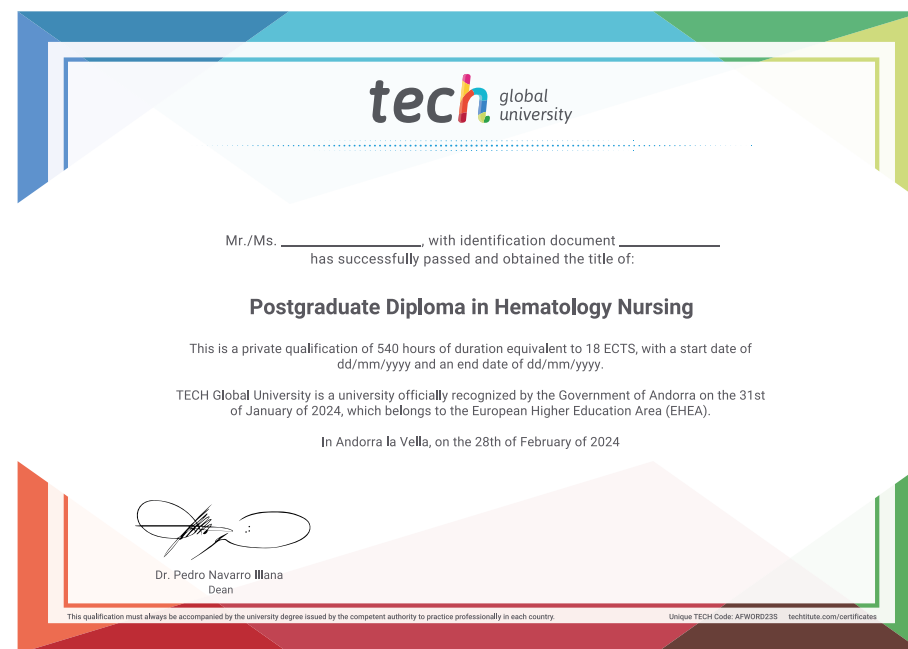 tech global university
Mr./Ms. ____________________, with identification document ______________
has successfully passed and obtained the title of:
Postgraduate Diploma in Hematology Nursing
This is a private qualification of 540 hours of duration equivalent to 18 ECTS, with a start date of
dd/mm/yyyy and an end date of dd/mm/yyyy.
TECH Global University is a university officially recognized by the Government of Andorra on the 31st
of January of 2024, which belongs to the European Higher Education Area (EHEA).
In Andorra la Vella, on the 28th of February of 2024
Dr. Pedro Navarro Illana
Dean
This qualification must always be accompanied by the university degree issued by the competent authority to practice professionally in each country. Unique TECH Code: AFWORD23S techtitute.com/certificates